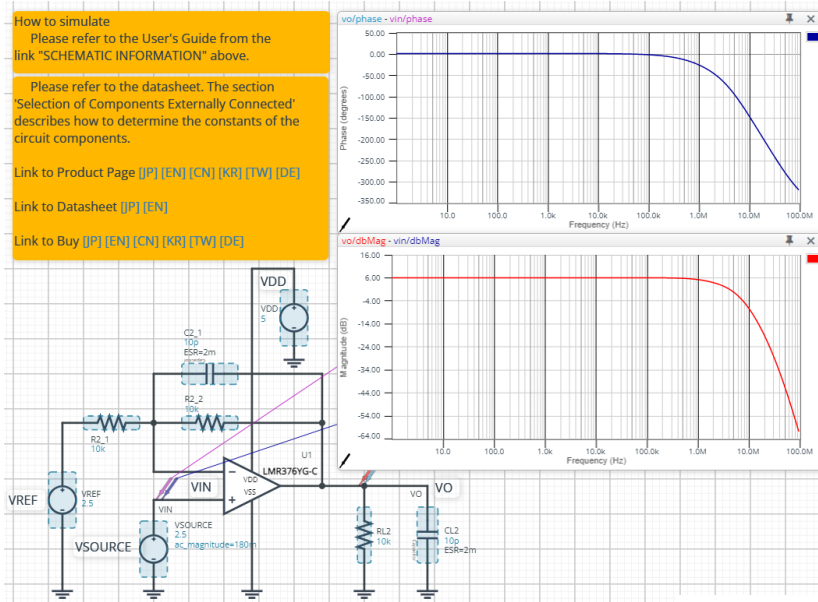 How to simulate
Please refer to the User's Guide from the
link "SCHEMATIC INFORMATION" above.
Please refer to the datasheet. The section
'Selection of Components Externally Connected'
describes how to determine the constants of the
circuit components.
Link to Product Page [JP] [EN] [CN] [KR] [TW] [DE]
Link to Datasheet [JP] [EN]
Link to Buy [JP] [EN] [CN] [KR] [TW] [DE]
vo/phase - vin/phase
50.00
0.00
-50.00
-100.00
-150.00
-200.00
-250.00
-300.00
-350.00
Phase (degrees)
10.0 100.0 1.0k 10.0k 100.0k 1.0M 10.0M 100.0M
Frequency (Hz)
vo/dbMag - vin/dbMag
16.00
6.00
-4.00
-14.00
-24.00
-34.00
-44.00
-54.00
-64.00
Magnitude (dB)
10.0 100.0 1.0k 10.0k 100.0k 1.0M 10.0M 100.0M
Frequency (Hz)
VDD
VDD
5
C2_1
10p
ESR=2m
R2_2
10k
R2_1
10k
U1
LMR376YG-C
VDD
VSS
VIN
VIN
VREF
VREF
2.5
VSOURCE
VSOURCE
2.5
ac_magnitude=180m
VO
VO
RL2
10k
CL2
10p
ESR=2m